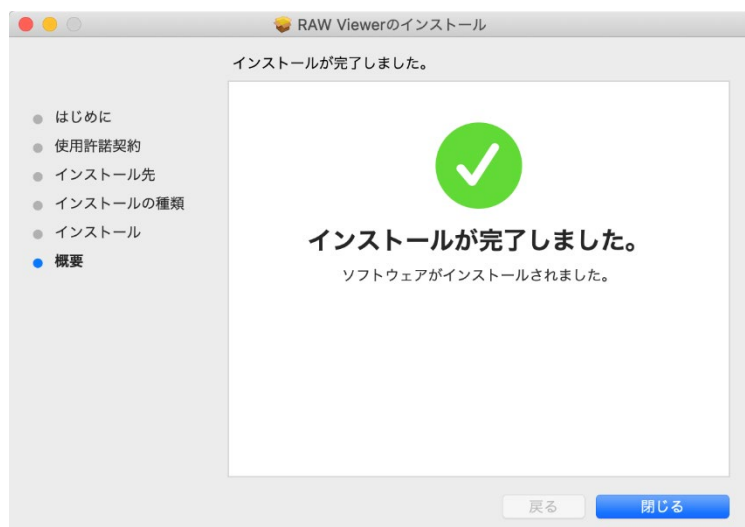 RAW Viewerのインストール
インストールが完了しました。
はじめに
使用許諾契約
インストール先
インストールの種類
インストール
概要
インストールが完了しました。
ソフトウェアがインストールされました。
戻る
閉じる